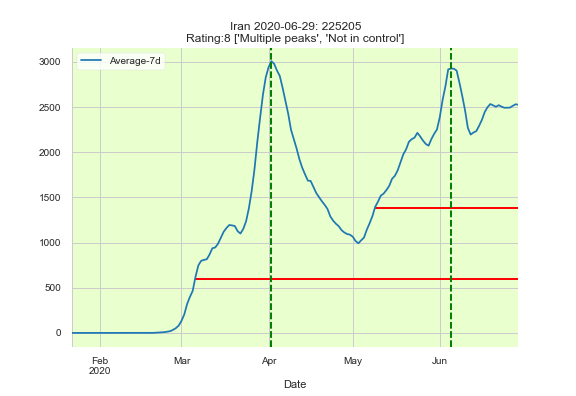 Iran 2020-06-29: 225205
Rating:8 ['Multiple peaks', 'Not in control']
Average-7d
3000
2500
2000
1500
1000
500
0
Feb
2020
Mar
Apr
May
Jun
Date